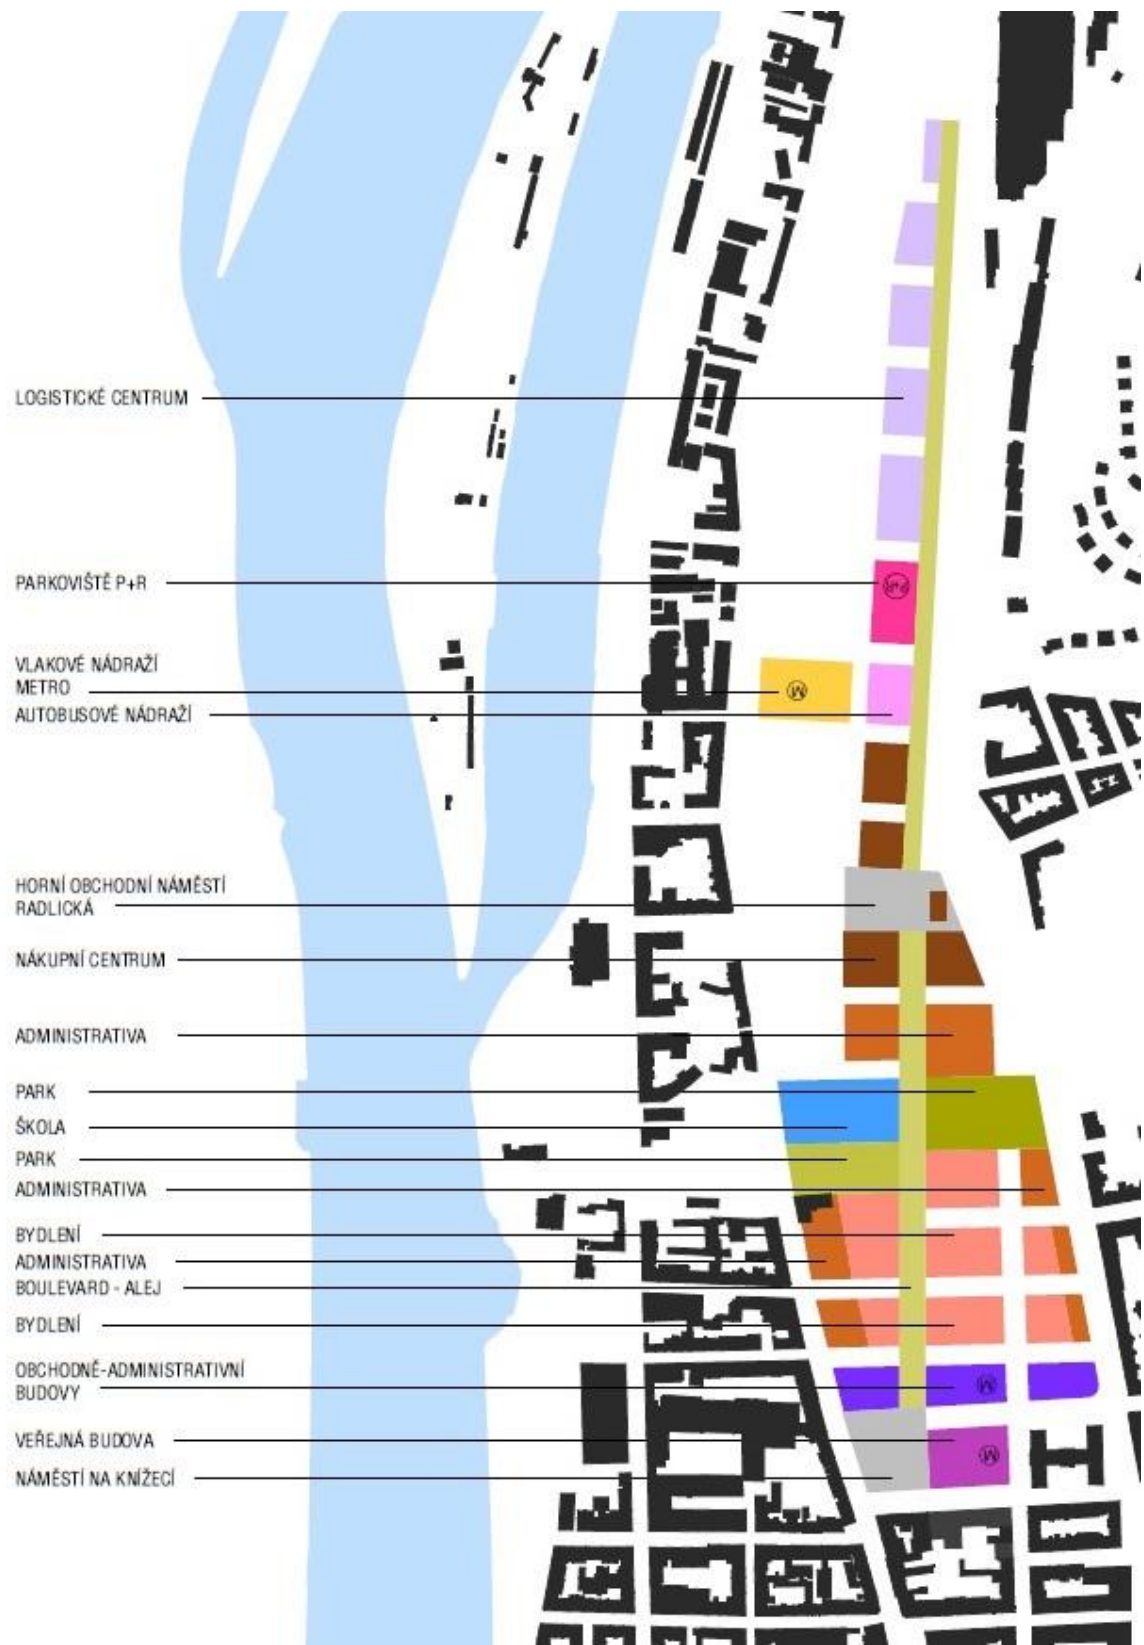 LOGISTICKÉ CENTRUM
PARKOVIŠTĚ P+R
P+R
VLAKOVÉ NÁDRAŽÍ
METRO
M
AUTOBUSOVÉ NÁDRAŽÍ
HORNÍ OBCHODNÍ NÁMĚSTÍ
RADLICKÁ
NÁKUPNÍ CENTRUM
ADMINISTRATIVA
PARK
ŠKOLA
PARK
ADMINISTRATIVA
BYDLENÍ
ADMINISTRATIVA
BOULEVARD - ALEJ
BYDLENÍ
OBCHODNĚ-ADMINISTRATIVNÍ
BUDOVY
M
VEŘEJNÁ BUDOVA
M
NÁMĚSTÍ NA KNÍŽECÍ